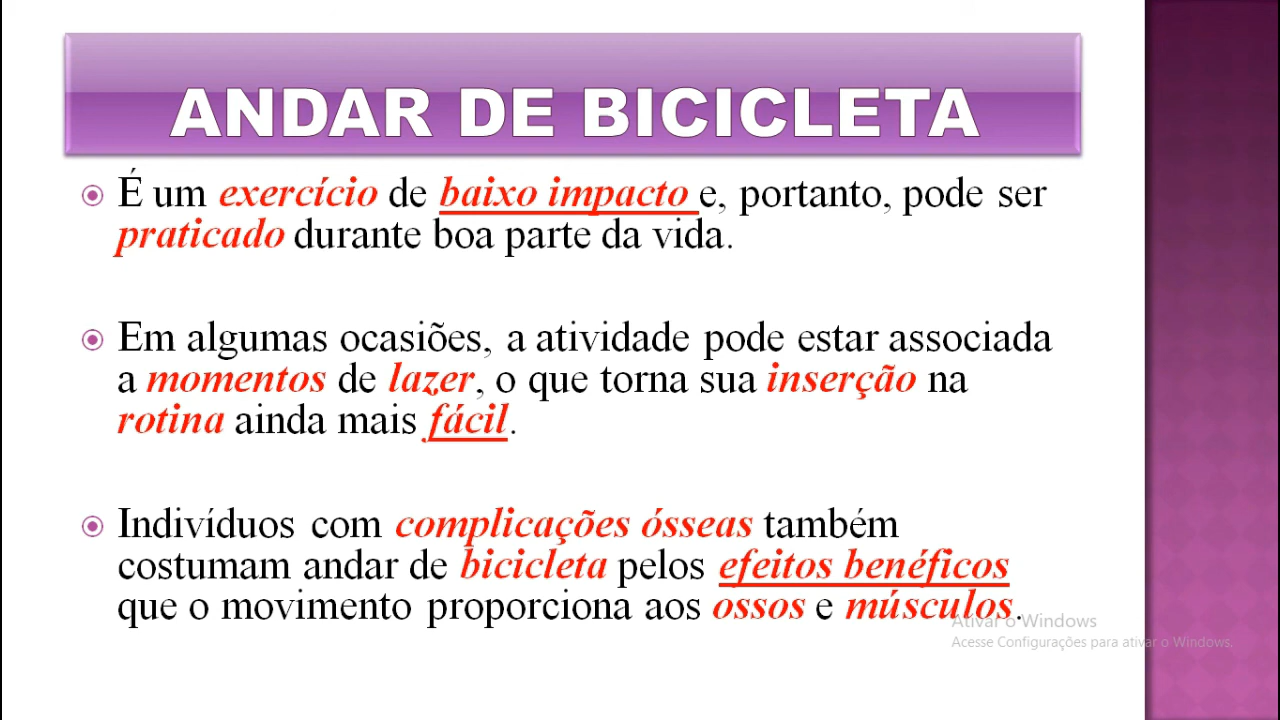 ANDAR DE BICICLETA
É um exercício de baixo impacto e, portanto, pode ser
praticado durante boa parte da vida.
Em algumas ocasiões, a atividade pode estar associada
a momentos de lazer, o que torna sua inserção na
rotina ainda mais fácil.
Indivíduos com complicações ósseas também
costumam andar de bicicleta pelos efeitos benéficos
que o movimento proporciona aos ossos e músculos.
Ativar o Windows
Acesse Configurações para ativar o Windows.